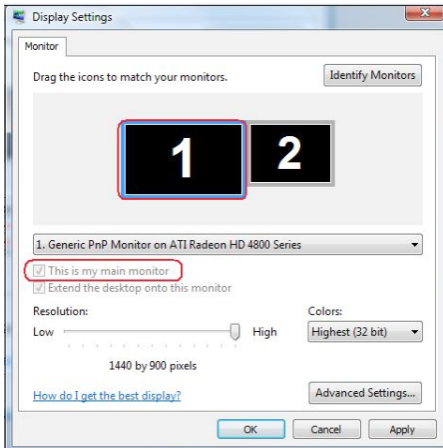 Display Settings
Monitor
Drag the icons to match your monitors.
Identify Monitors
1
2
1. Generic PnP Monitor on ATI Radeon HD 4800 Series
This is my main monitor
Extend the desktop onto this monitor
Resolution:
Colors:
Low
High
Highest (32 bit)
1440 by 900 pixels
How do I get the best display?
Advanced Settings...
OK
Cancel
Apply